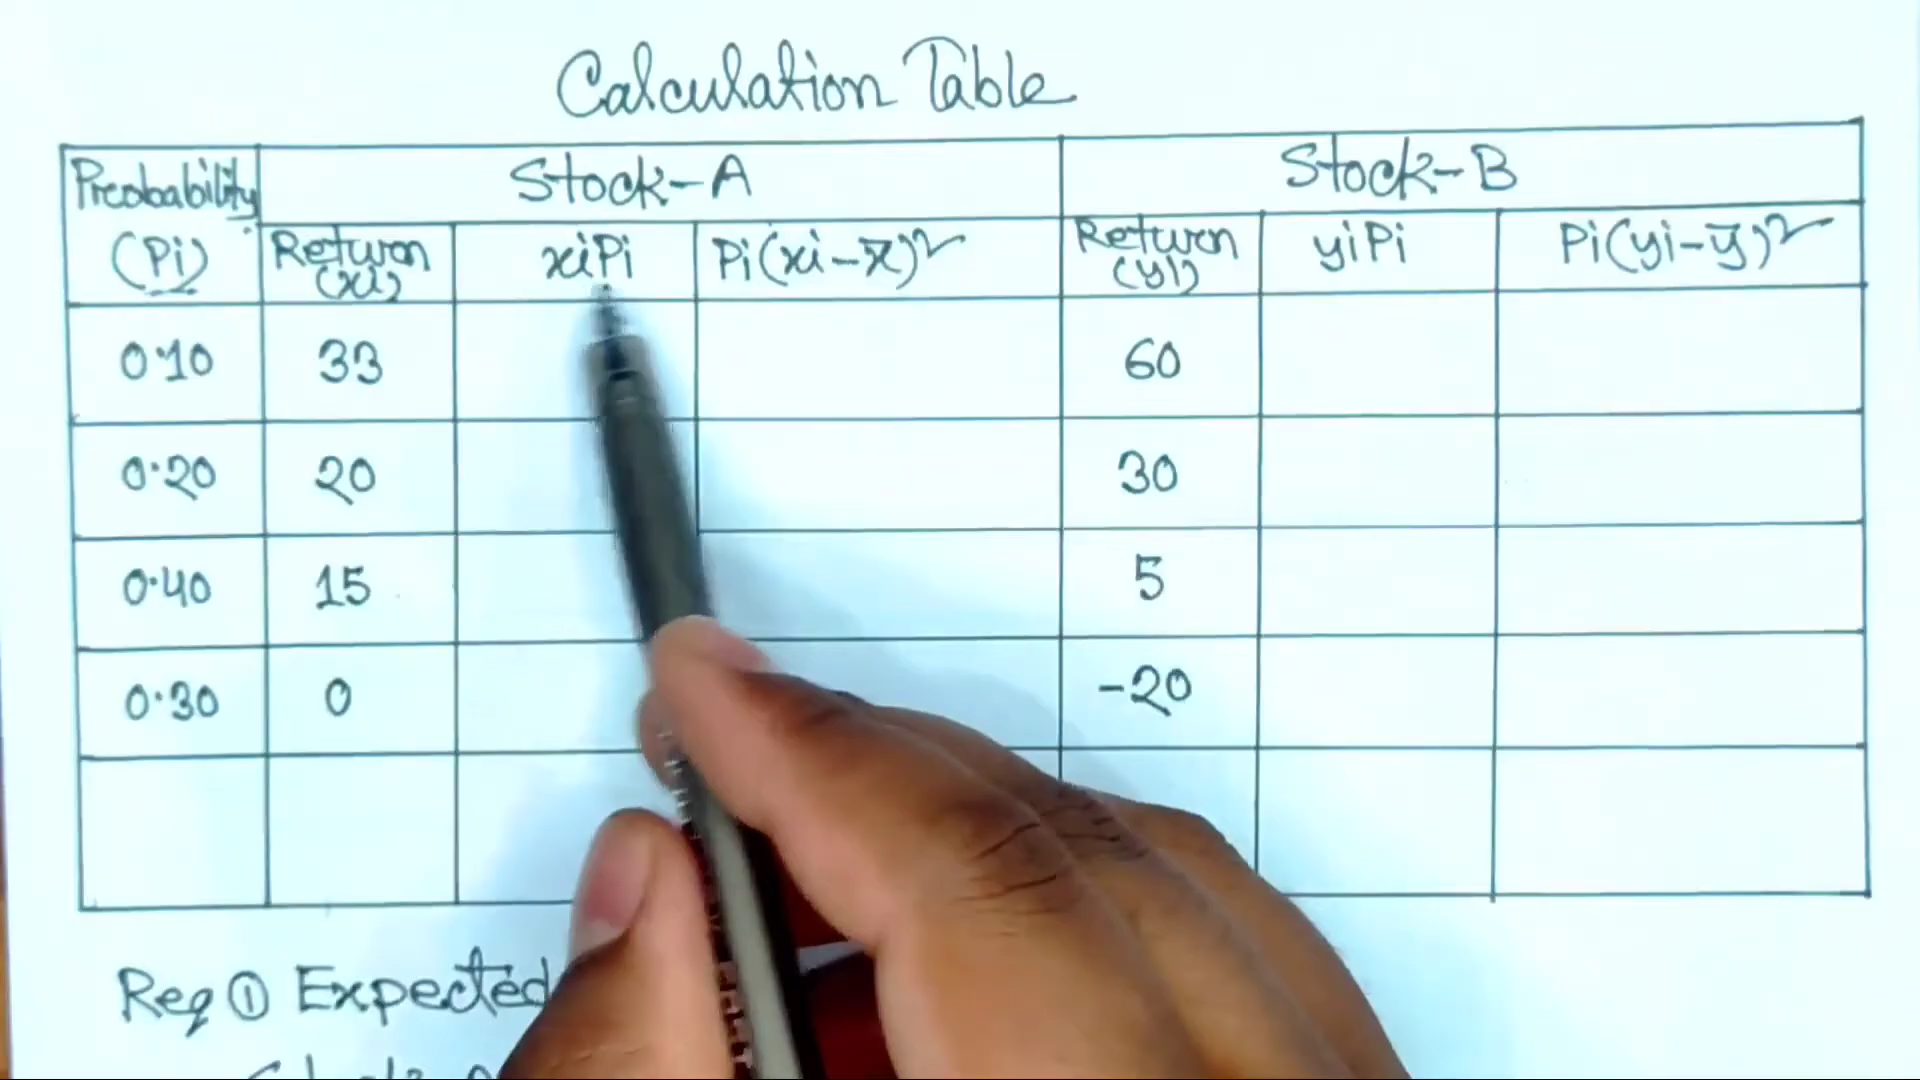 Calculation Table
Probability (Pi) Stock-A Stock-B
Return (xi) xiPi Pi(xi-x̄)² Return (yi) yiPi Pi(yi-ȳ)²
0.10 33 60
0.20 20 30
0.40 15 5
0.30 0 -20
Req ① Expected